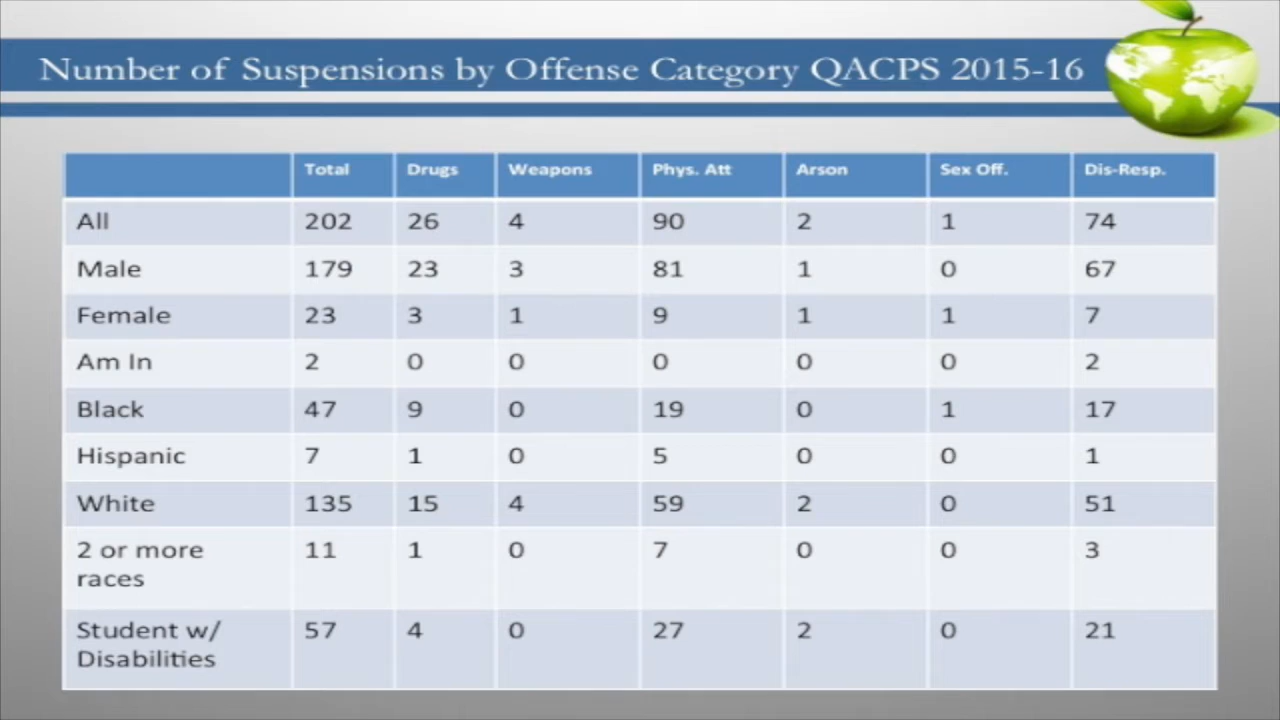 Number of Suspensions by Offense Category QACPS 2015-16
Total Drugs Weapons Phys. Att Arson Sex Off. Dis-Resp.
All 202 26 4 90 2 1 74
Male 179 23 3 81 1 0 67
Female 23 3 1 9 1 1 7
Am In 2 0 0 0 0 0 2
Black 47 9 0 19 0 1 17
Hispanic 7 1 0 5 0 0 1
White 135 15 4 59 2 0 51
2 or more races 11 1 0 7 0 0 3
Student w/ Disabilities 57 4 0 27 2 0 21